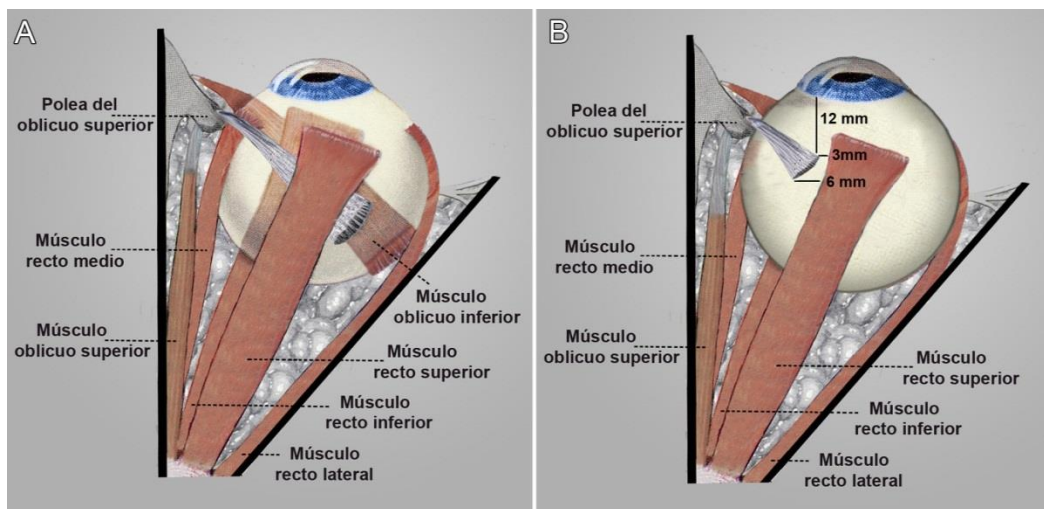 A
Polea del
oblicuo superior
Músculo
recto medio
Músculo
oblicuo superior
Músculo
oblicuo inferior
Músculo
recto superior
Músculo
recto inferior
Músculo
recto lateral
B
Polea del
oblicuo superior
12 mm
3mm
6 mm
Músculo
recto medio
Músculo
oblicuo superior
Músculo
recto superior
Músculo
recto inferior
Músculo
recto lateral